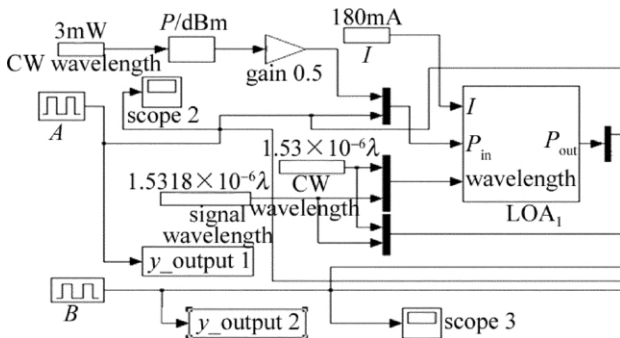 3mW
P/dBm
180mA
CW wavelength
gain 0.5
I
scope 2
A
I
P_in
P_out
wavelength
LOA₁
1.53×10⁻⁶λ
CW
wavelength
1.5318×10⁻⁶λ
signal
wavelength
y_output 1
B
y_output 2
scope 3